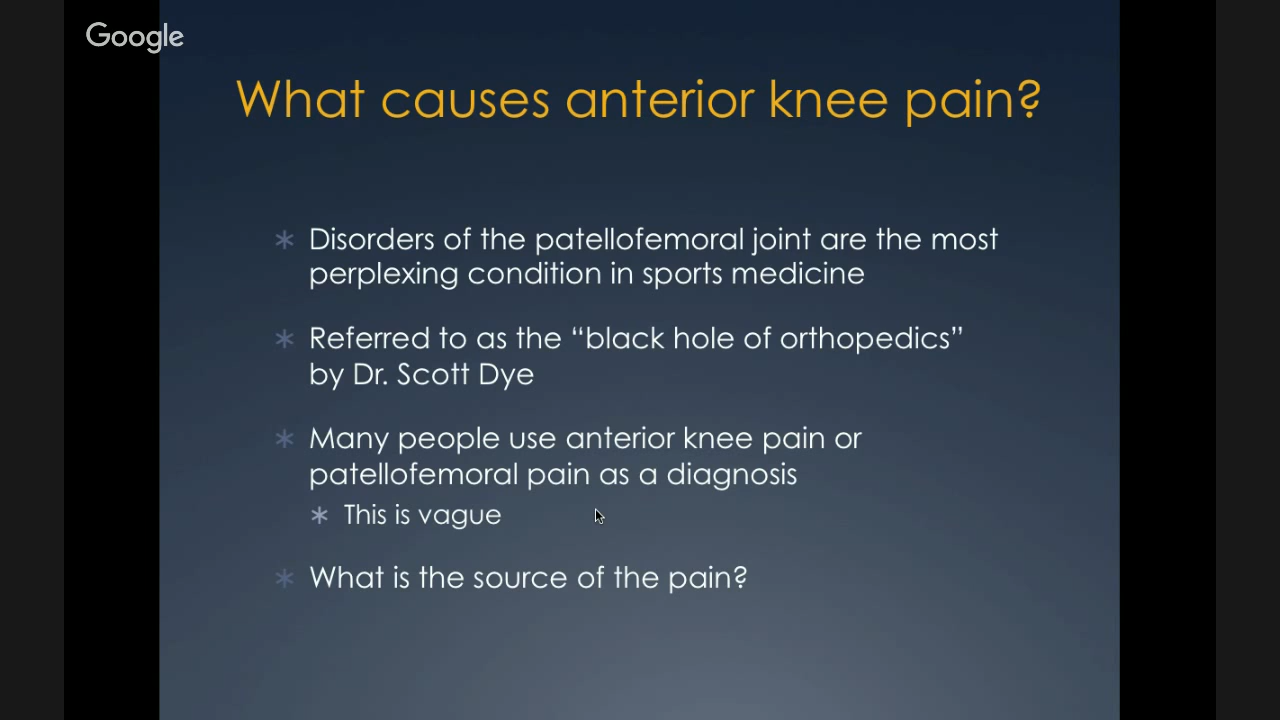 Google
What causes anterior knee pain?
* Disorders of the patellofemoral joint are the most
perplexing condition in sports medicine
* Referred to as the “black hole of orthopedics”
by Dr. Scott Dye
* Many people use anterior knee pain or
patellofemoral pain as a diagnosis
* This is vague
* What is the source of the pain?